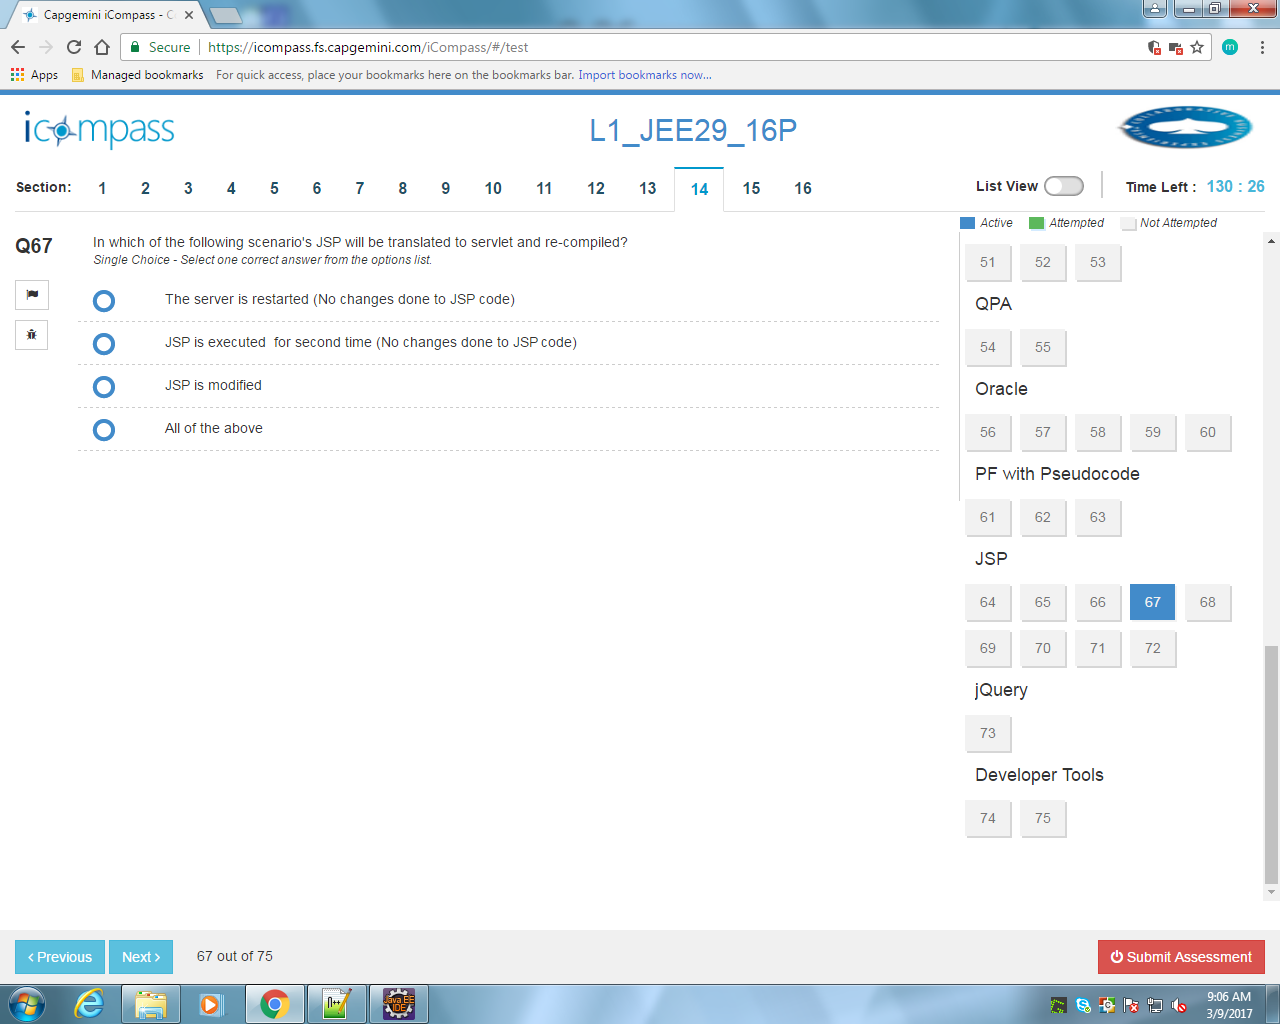 Capgemini iCompass - C
Secure https://icompass.fs.capgemini.com/iCompass/#/test
m
Apps Managed bookmarks For quick access, place your bookmarks here on the bookmarks bar. Import bookmarks now...
icompass
L1_JEE29_16P
Section: 1 2 3 4 5 6 7 8 9 10 11 12 13 14 15 16
List View Time Left : 130 : 26
Active Attempted Not Attempted
Q67
In which of the following scenario's JSP will be translated to servlet and re-compiled?
Single Choice - Select one correct answer from the options list.
The server is restarted (No changes done to JSP code)
JSP is executed  for second time (No changes done to JSP code)
JSP is modified
All of the above
51 52 53
QPA
54 55
Oracle
56 57 58 59 60
PF with Pseudocode
61 62 63
JSP
64 65 66 67 68
69 70 71 72
jQuery
73
Developer Tools
74 75
‹ Previous Next › 67 out of 75
Submit Assessment
Java EE
IDE
9:06 AM
3/9/2017